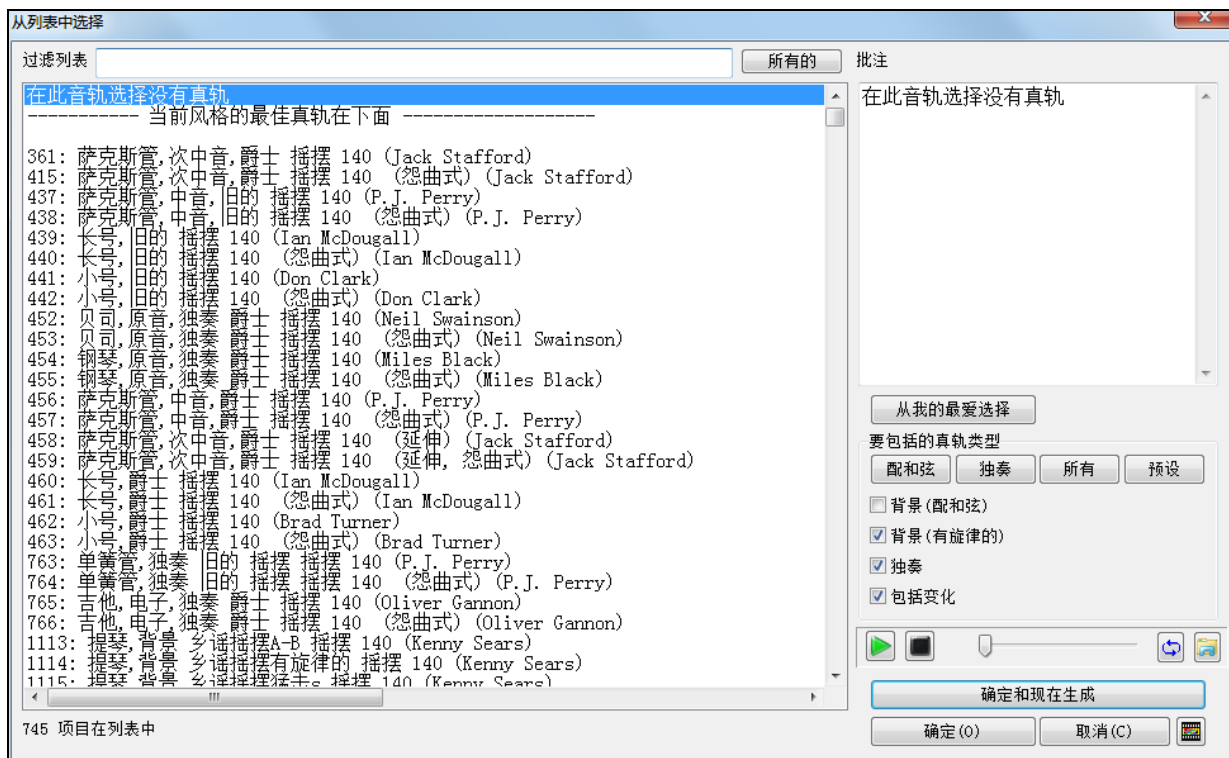 从列表中选择
过滤列表
所有的
批注
在此音轨选择没有真轨
----------- 当前风格的最佳真轨在下面 -------------------
361: 萨克斯管,次中音,爵士 摇摆 140 (Jack Stafford)
415: 萨克斯管,次中音,爵士 摇摆 140 (怨曲式) (Jack Stafford)
437: 萨克斯管,中音,旧的 摇摆 140 (P.J. Perry)
438: 萨克斯管,中音,旧的 摇摆 140 (怨曲式) (P.J. Perry)
439: 长号,旧的 摇摆 140 (Ian McDougall)
440: 长号,旧的 摇摆 140 (怨曲式) (Ian McDougall)
441: 小号,旧的 摇摆 140 (Don Clark)
442: 小号,旧的 摇摆 140 (怨曲式) (Don Clark)
452: 贝司,原音,独奏 爵士 摇摆 140 (Neil Swainson)
453: 贝司,原音,独奏 爵士 摇摆 140 (怨曲式) (Neil Swainson)
454: 钢琴,原音,独奏 爵士 摇摆 140 (Miles Black)
455: 钢琴,原音,独奏 爵士 摇摆 140 (怨曲式) (Miles Black)
456: 萨克斯管,中音,爵士 摇摆 140 (P.J. Perry)
457: 萨克斯管,中音,爵士 摇摆 140 (怨曲式) (P.J. Perry)
458: 萨克斯管,次中音,爵士 摇摆 140 (延伸) (Jack Stafford)
459: 萨克斯管,次中音,爵士 摇摆 140 (延伸, 怨曲式) (Jack Stafford)
460: 长号,爵士 摇摆 140 (Ian McDougall)
461: 长号,爵士 摇摆 140 (怨曲式) (Ian McDougall)
462: 小号,爵士 摇摆 140 (Brad Turner)
463: 小号,爵士 摇摆 140 (怨曲式) (Brad Turner)
763: 单簧管,独奏 旧的 摇摆 摇摆 140 (P.J. Perry)
764: 单簧管,独奏 旧的 摇摆 摇摆 140 (怨曲式) (P.J. Perry)
765: 吉他,电子,独奏 爵士 摇摆 140 (Oliver Gannon)
766: 吉他,电子,独奏 爵士 摇摆 140 (怨曲式) (Oliver Gannon)
1113: 提琴,背景 乡谣摇摆A-B 摇摆 140 (Kenny Sears)
1114: 提琴,背景 乡谣摇摆有旋律的 摇摆 140 (Kenny Sears)
1115: 提琴,背景 乡谣摇摆猛击s 摇摆 140 (Kenny Sears)
745 项目在列表中
在此音轨选择没有真轨
从我的最爱选择
要包括的真轨类型
配和弦
独奏
所有
预设
背景(配和弦)
背景(有旋律的)
独奏
包括变化
确定和现在生成
确定(O)
取消(C)